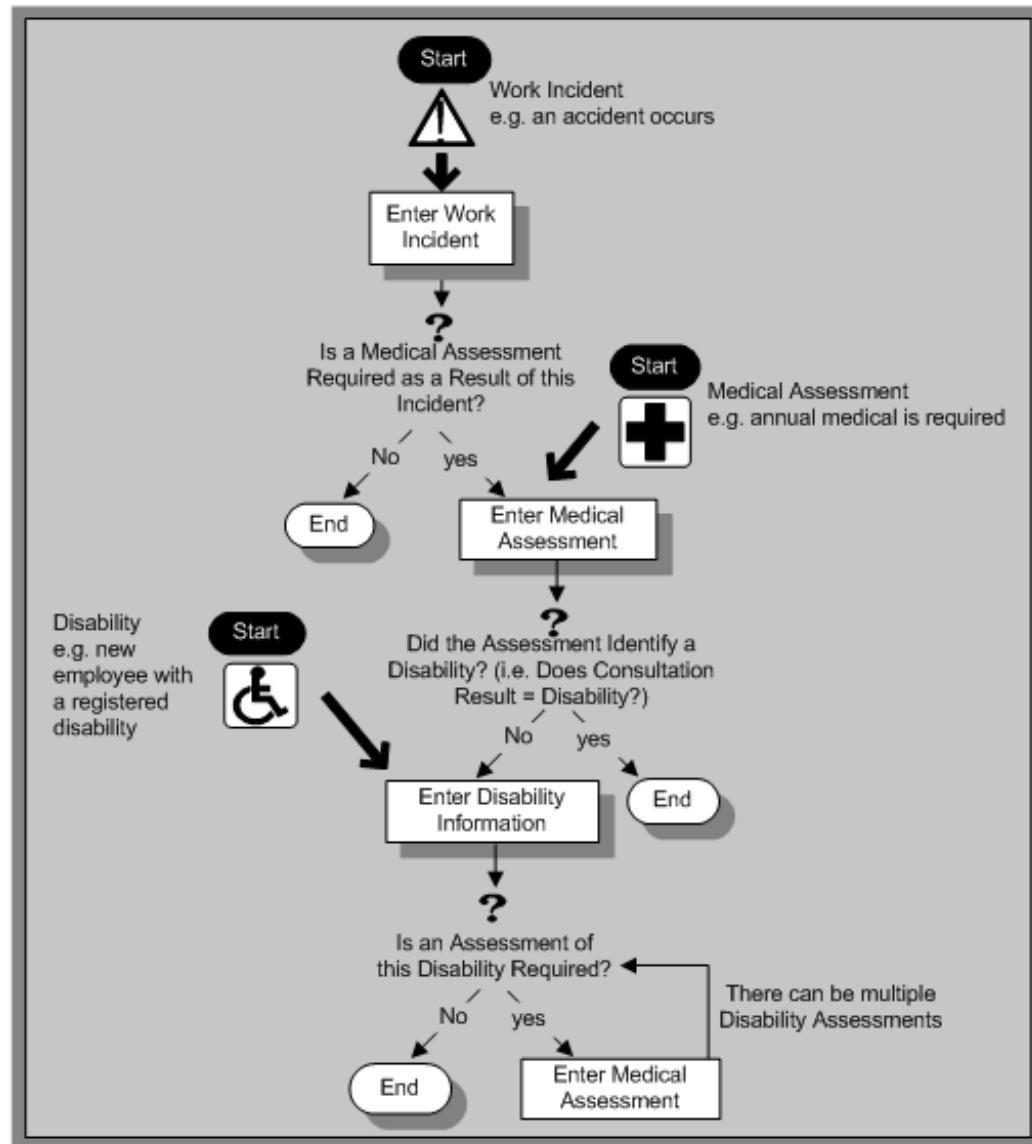 Start
Work Incident
e.g. an accident occurs
Enter Work
Incident
?
Is a Medical Assessment
Required as a Result of this
Incident?
Start
Medical Assessment
e.g. annual medical is required
No
yes
End
Enter Medical
Assessment
?
Did the Assessment Identify a
Disability? (i.e. Does Consultation
Result = Disability?)
Disability
e.g. new
employee with
a registered
disability
Start
No
yes
Enter Disability
Information
End
?
Is an Assessment of
this Disability Required?
There can be multiple
Disability Assessments
No
yes
End
Enter Medical
Assessment